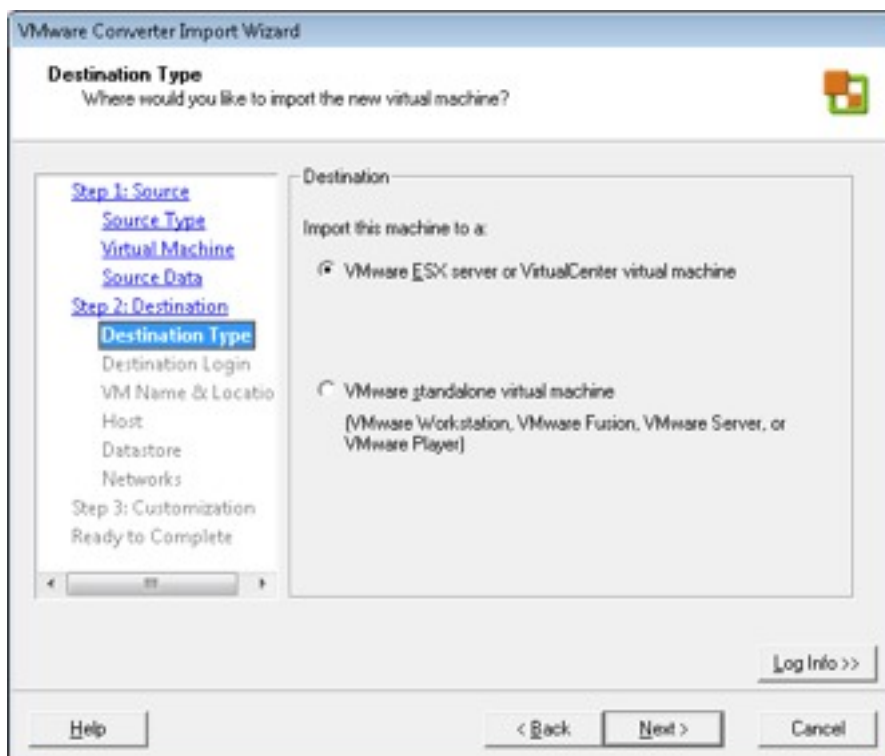 VMware Converter Import Wizard
Destination Type
Where would you like to import the new virtual machine?
Step 1: Source
Source Type
Virtual Machine
Source Data
Step 2: Destination
Destination Type
Destination Login
VM Name & Locatio
Host
Datastore
Networks
Step 3: Customization
Ready to Complete
Destination
Import this machine to a:
VMware ESX server or VirtualCenter virtual machine
VMware standalone virtual machine
(VMware Workstation, VMware Fusion, VMware Server, or
VMware Player)
Log Info >>
Help
< Back
Next >
Cancel